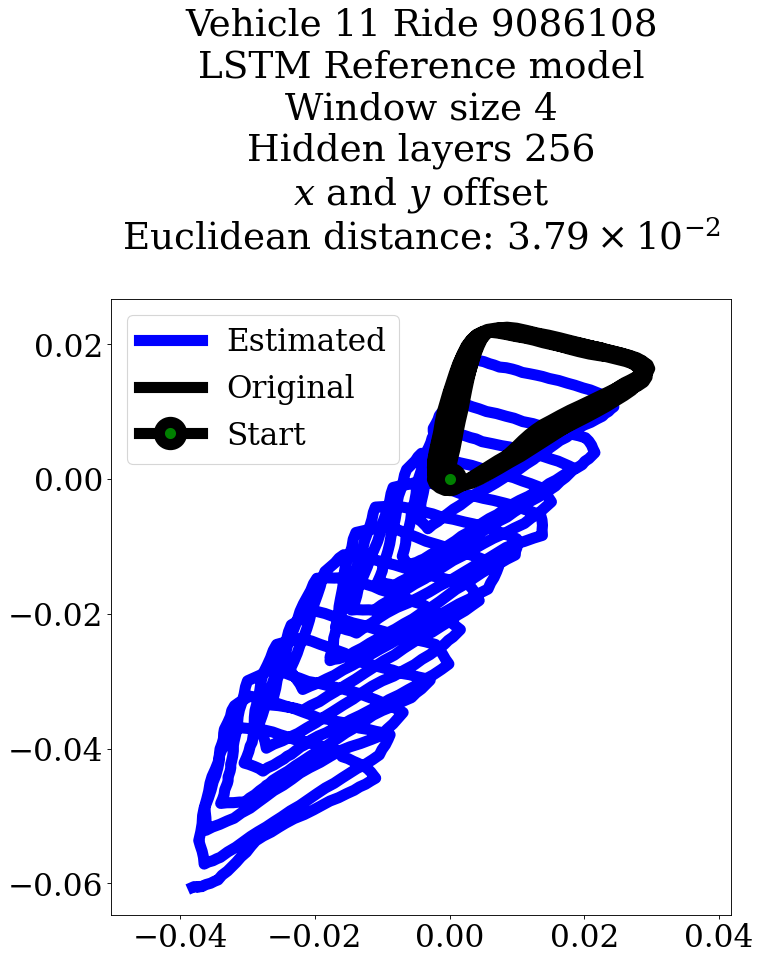 Vehicle 11 Ride 9086108
LSTM Reference model
Window size 4
Hidden layers 256
x and y offset
Euclidean distance: 3.79 × 10⁻²
Estimated
Original
Start
0.02
0.00
−0.02
−0.04
−0.06
−0.04 −0.02 0.00 0.02 0.04